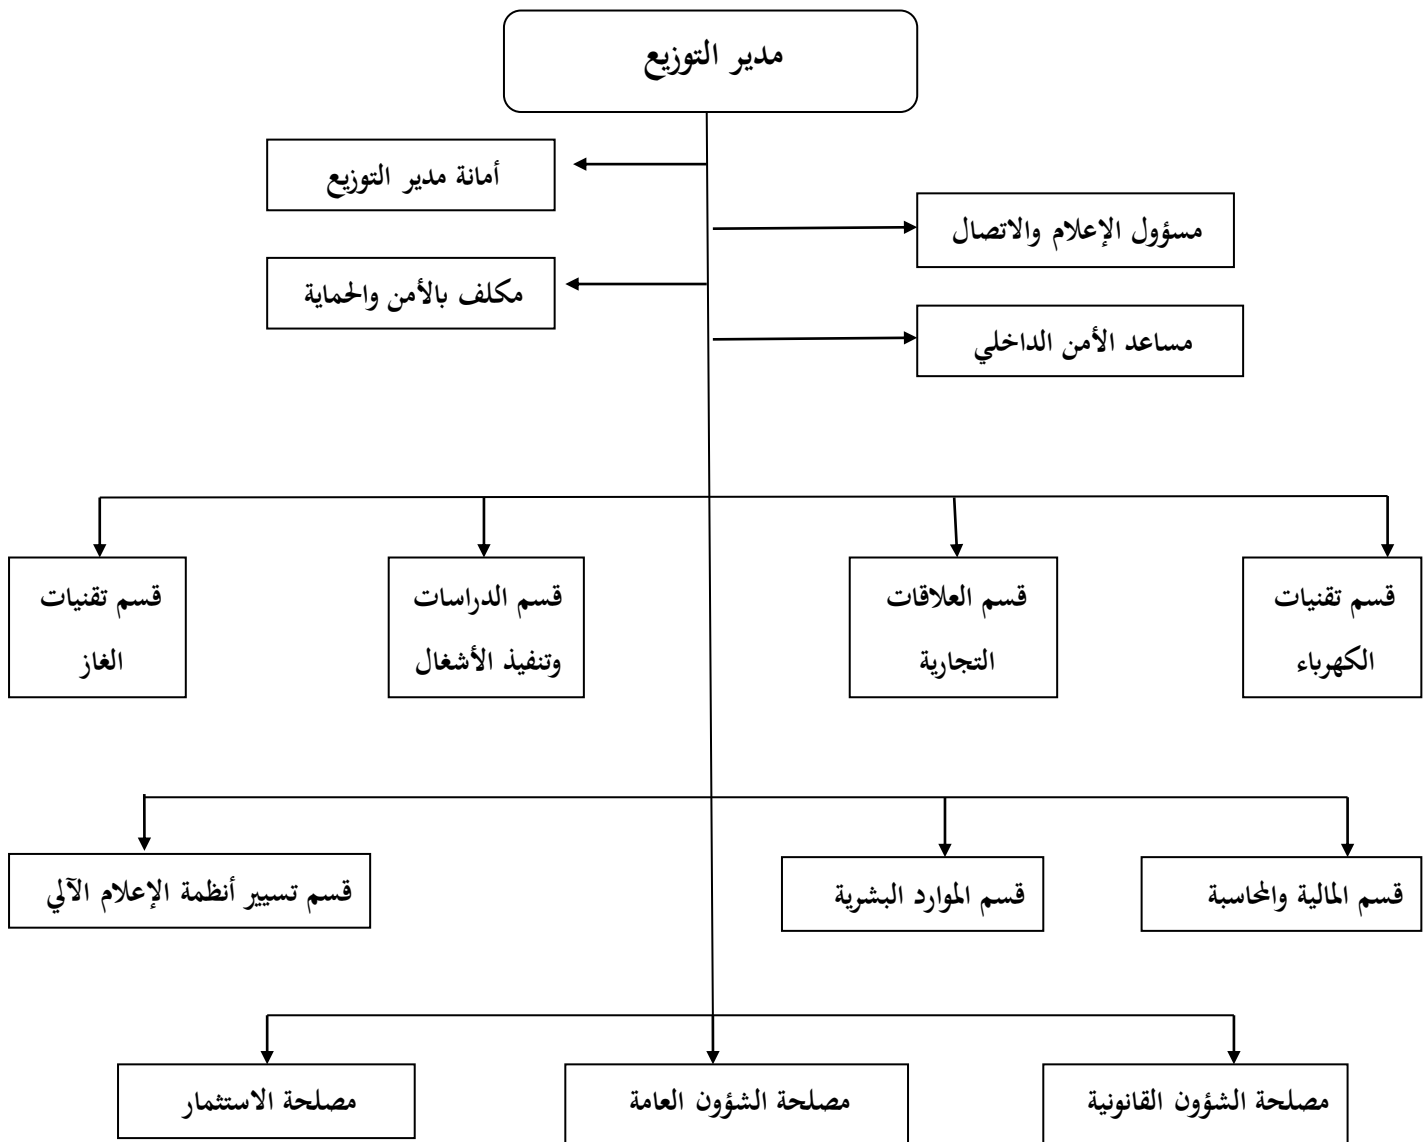 مدير التوزيع
أمانة مدير التوزيع
مسؤول الإعلام والاتصال
مكلف بالأمن والحماية
مساعد الأمن الداخلي
قسم تقنيات
الكهرباء
قسم العلاقات
التجارية
قسم الدراسات
وتنفيذ الأشغال
قسم تقنيات
الغاز
قسم المالية والمحاسبة
قسم الموارد البشرية
قسم تسيير أنظمة الإعلام الآلي
مصلحة الشؤون القانونية
مصلحة الشؤون العامة
مصلحة الاستثمار